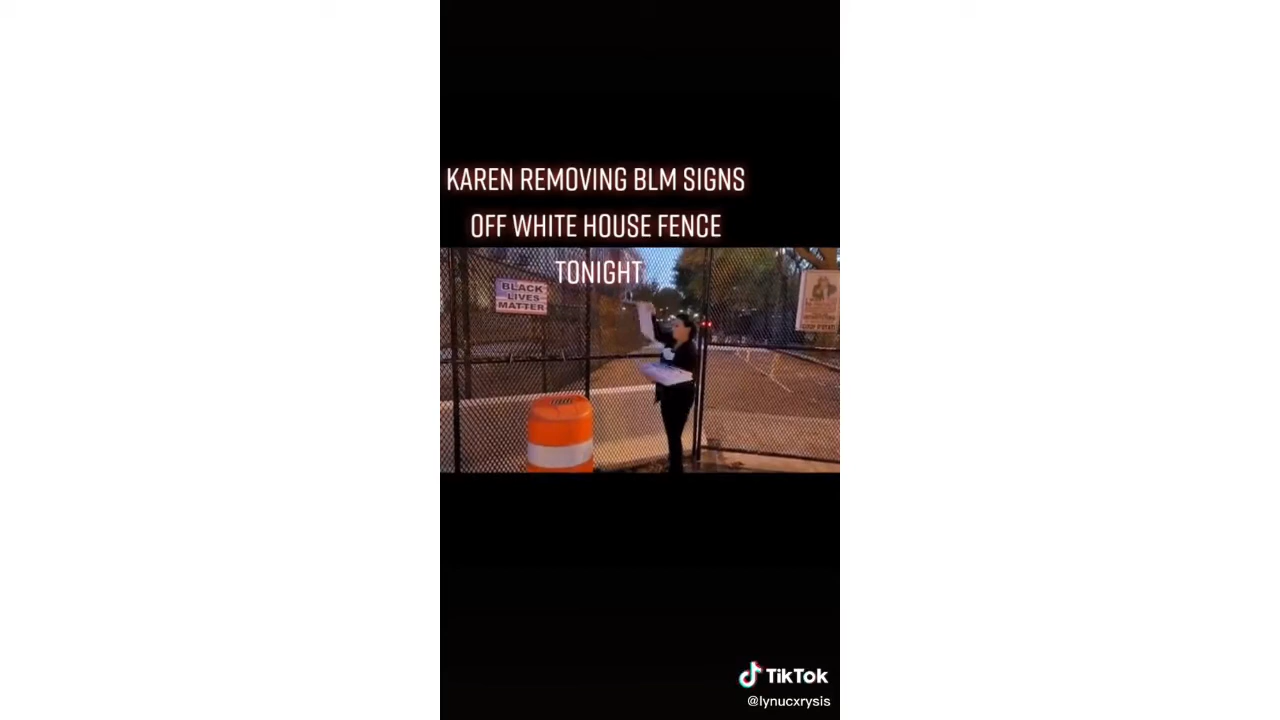 KAREN REMOVING BLM SIGNS
OFF WHITE HOUSE FENCE
TONIGHT
BLACK
LIVES
MATTER
TikTok
@lynucxrysis